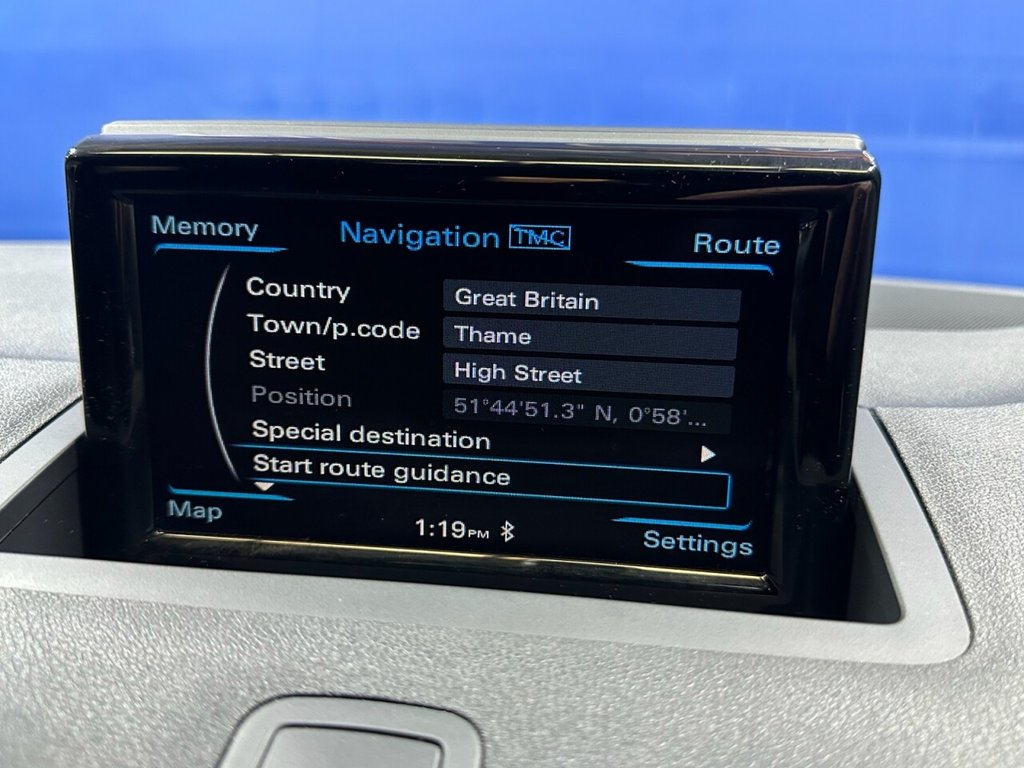 Memory
Navigation TMC
Route
Country Great Britain
Town/p.code Thame
Street High Street
Position 51°44'51.3" N, 0°58'...
Special destination
Start route guidance
Map
1:19PM
Settings